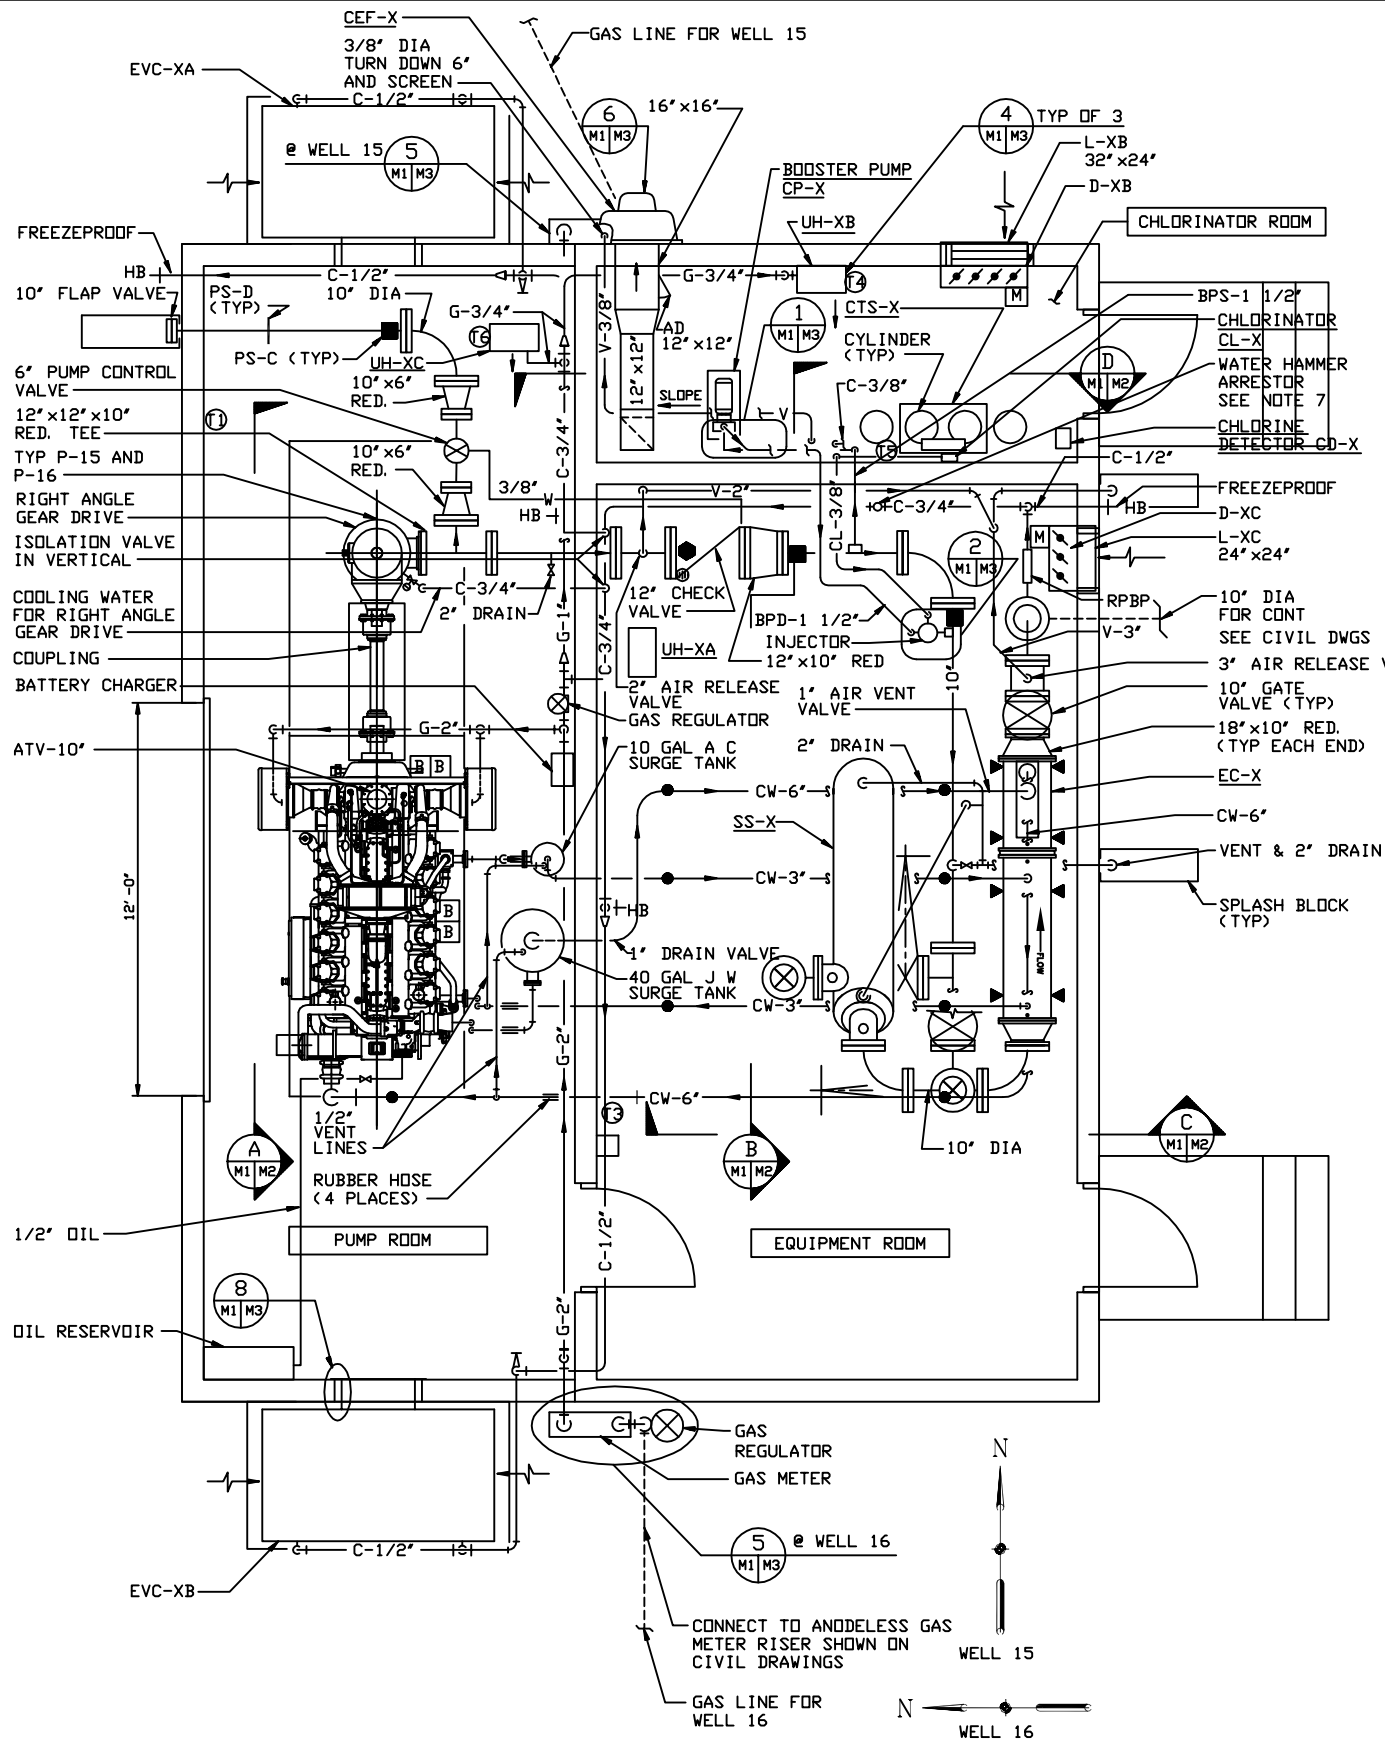 CEF-X
3/8" DIA
TURN DOWN 6"
AND SCREEN
GAS LINE FOR WELL 15
EVC-XA
C-1/2"
6
M1 M3
16"x16"
4
M1 M3
TYP OF 3
L-XB
32"x24"
D-XB
@ WELL 15
5
M1 M3
BOOSTER PUMP
CP-X
UH-XB
CHLORINATOR ROOM
FREEZEPROOF
HB
C-1/2"
G-3/4"
T4
M
10" FLAP VALVE
PS-D
(TYP)
10" DIA
G-3/4"
V-3/8"
AD
12"x12"
12"x12"
1
M1 M3
CTS-X
CYLINDER
(TYP)
BPS-1 1/2"
CHLORINATOR
CL-X
PS-C (TYP)
T6
UH-XC
D
M1 M2
WATER HAMMER
ARRESTOR
SEE NOTE 7
6" PUMP CONTROL
VALVE
10"x6"
RED.
C-3/8"
SLOPE
V
12"x12"x10"
RED. TEE
T1
CHLORINE
DETECTOR CD-X
TYP P-15 AND
P-16
10"x6"
RED.
C-3/4"
T5
C-1/2"
RIGHT ANGLE
GEAR DRIVE
3/8"
W
HB
V-2"
CL-3/8"
C-3/4"
HB
FREEZEPROOF
D-XC
L-XC
24"x24"
M
ISOLATION VALVE
IN VERTICAL
2
M1 M3
COOLING WATER
FOR RIGHT ANGLE
GEAR DRIVE
C-3/4"
2" DRAIN
G-1"
C-3/4"
12" CHECK
VALVE
BPD-1 1/2"
INJECTOR
12"x10" RED
RPBP
10" DIA
FOR CONT
SEE CIVIL DWGS
V-3"
COUPLING
UH-XA
3" AIR RELEASE V
BATTERY CHARGER
2" AIR RELEASE
VALVE
GAS REGULATOR
10"
1" AIR VENT
VALVE
10" GATE
VALVE (TYP)
G-2"
ATV-10"
10 GAL A C
SURGE TANK
2" DRAIN
18"x10" RED.
(TYP EACH END)
B B
EC-X
CW-6"
SS-X
CW-6"
VENT & 2" DRAIN
CW-3"
12'-0"
B
B
HB
SPLASH BLOCK
(TYP)
1" DRAIN VALVE
40 GAL J W
SURGE TANK
FLOW
CW-3"
G-2"
CW-6"
T3
1/2"
VENT
LINES
A
M1 M2
B
M1 M2
10" DIA
C
M1 M2
RUBBER HOSE
(4 PLACES)
1/2" OIL
PUMP ROOM
C-1/2"
EQUIPMENT ROOM
8
M1 M3
G-2"
OIL RESERVOIR
GAS
REGULATOR
GAS METER
N
5
M1 M3
@ WELL 16
C-1/2"
EVC-XB
CONNECT TO ANODELESS GAS
METER RISER SHOWN ON
CIVIL DRAWINGS
WELL 15
GAS LINE FOR
WELL 16
N
WELL 16